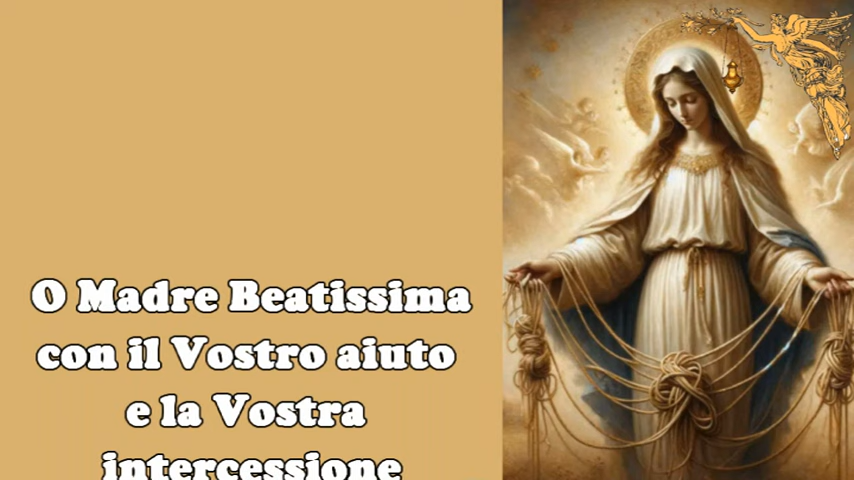 O Madre Beatissima
con il Vostro aiuto
e la Vostra
intercessione